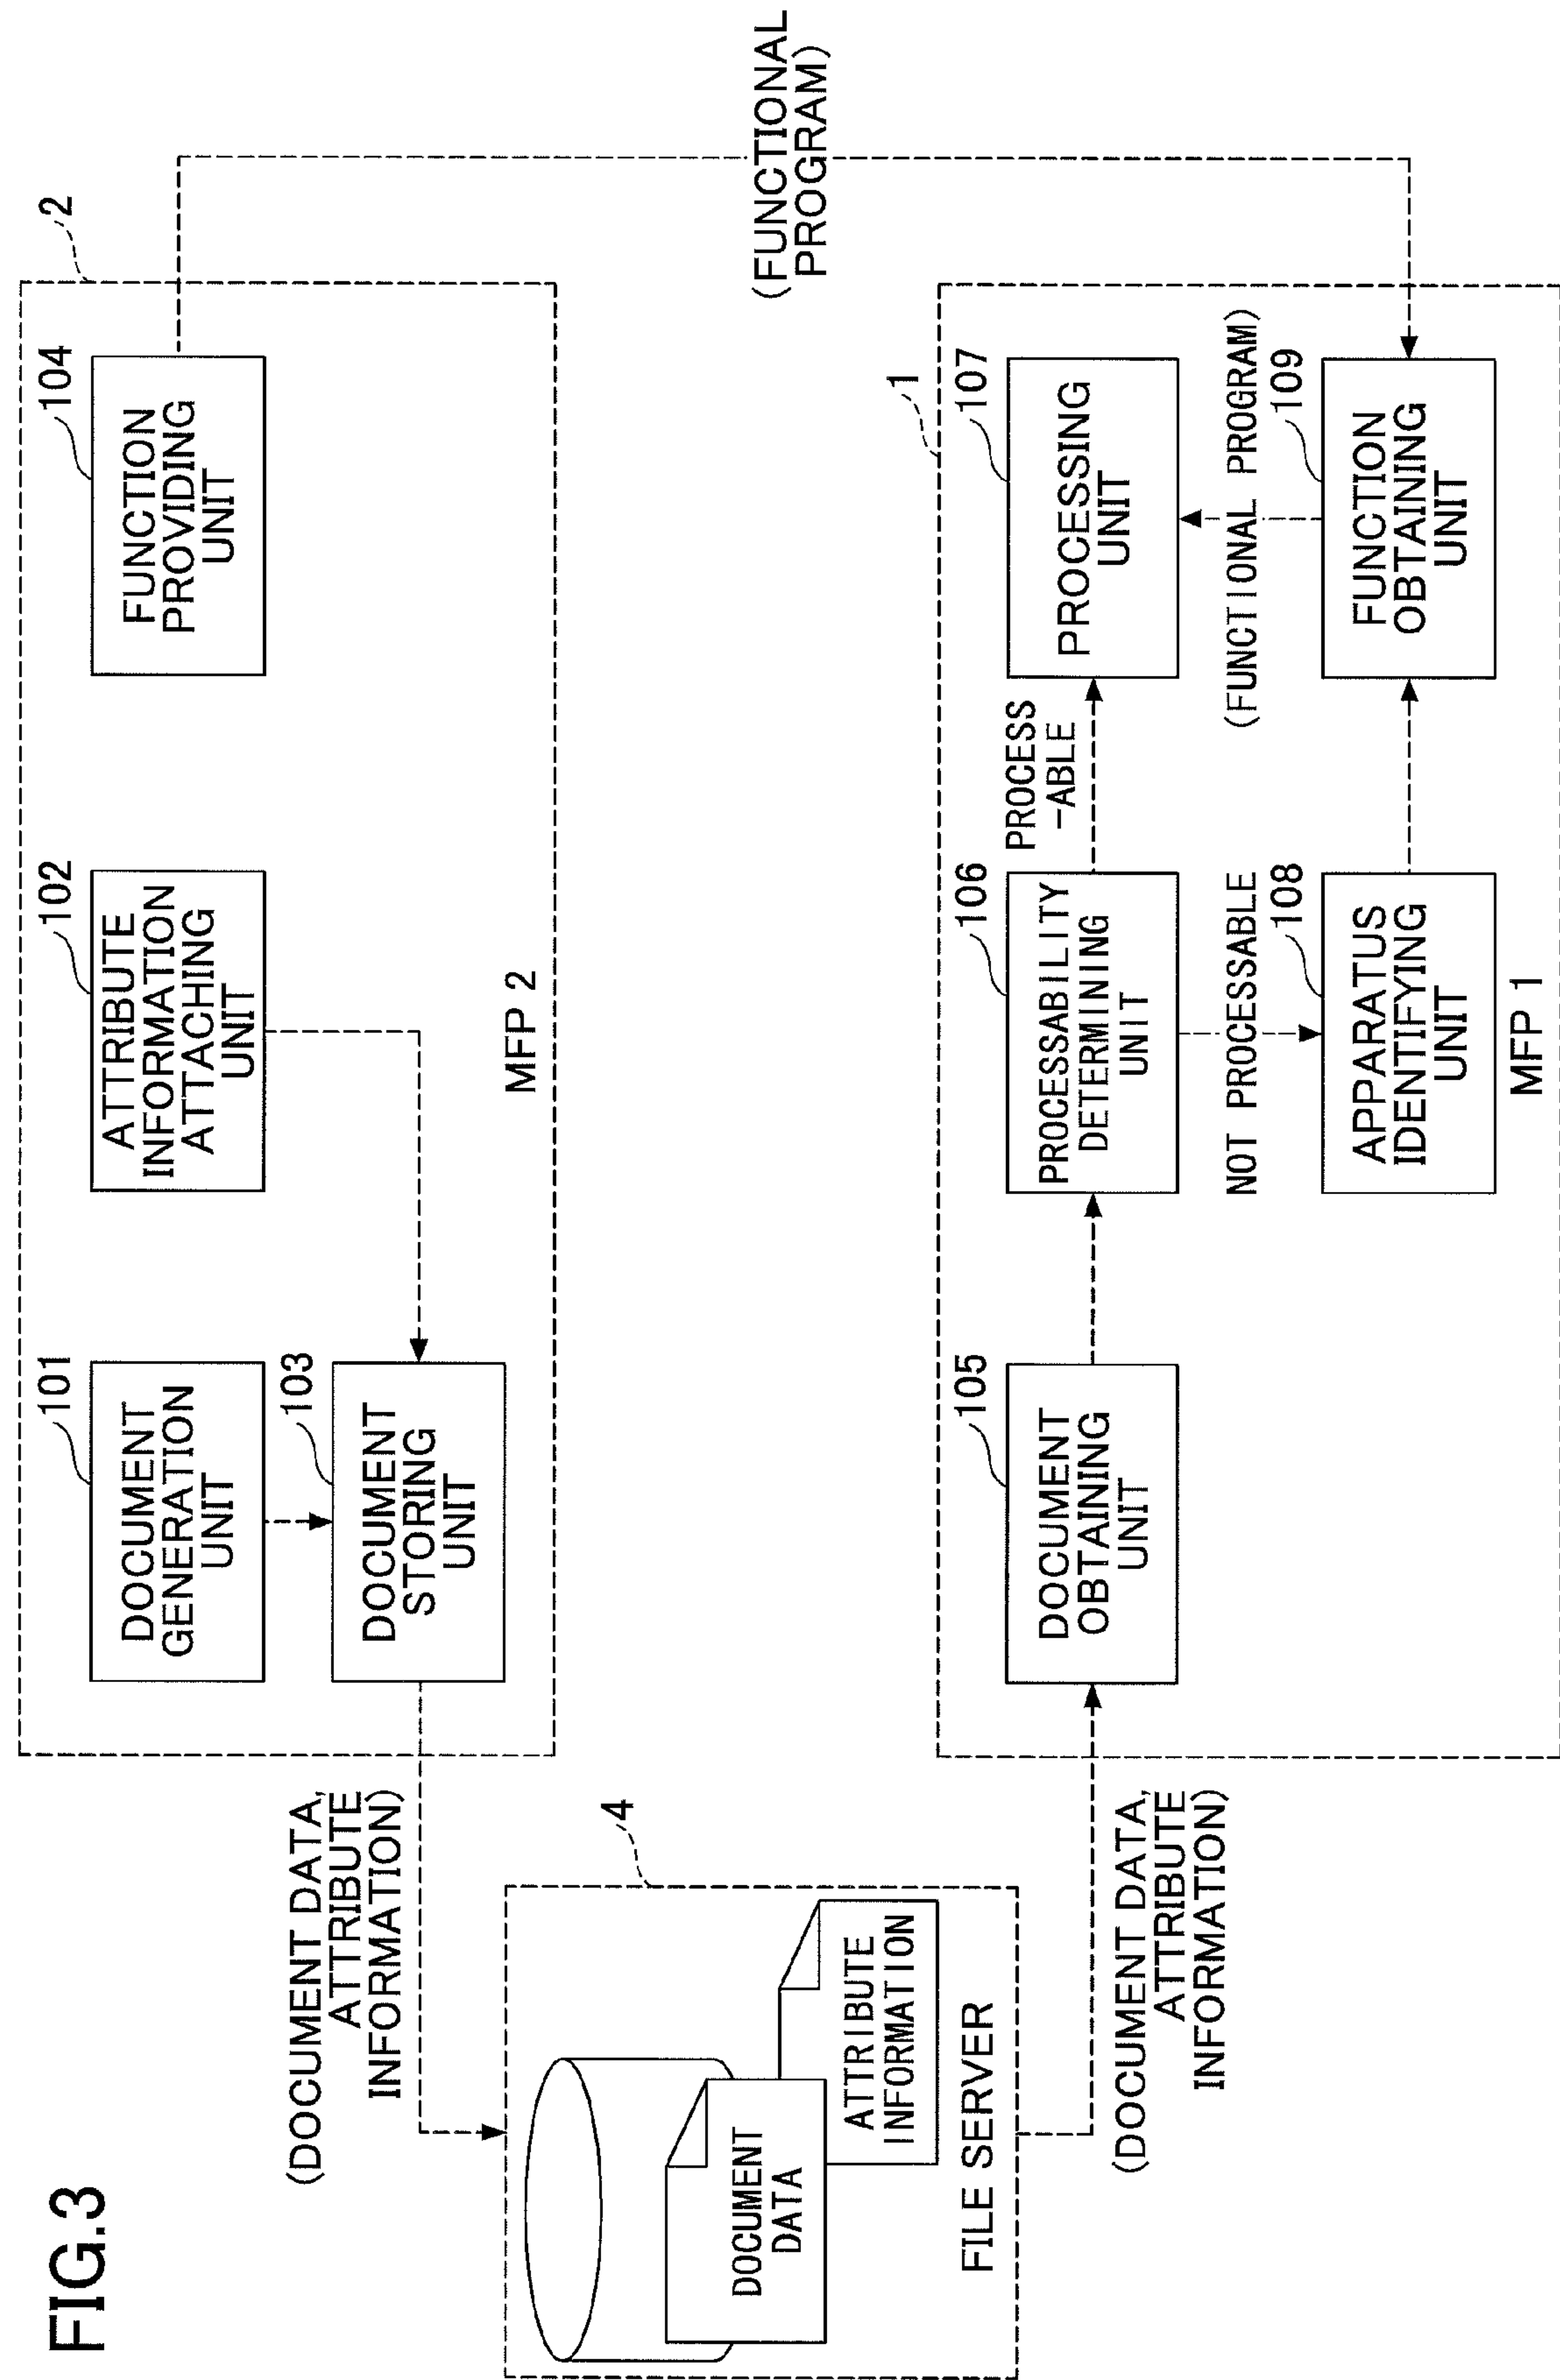 FIG.3
2
101
DOCUMENT
GENERATION
UNIT
102
ATTRIBUTE
INFORMATION
ATTACHING
UNIT
104
FUNCTION
PROVIDING
UNIT
103
DOCUMENT
STORING
UNIT
MFP 2
(DOCUMENT DATA,
ATTRIBUTE
INFORMATION)
4
DOCUMENT
DATA
ATTRIBUTE
INFORMATION
FILE SERVER
(DOCUMENT DATA,
ATTRIBUTE
INFORMATION)
(FUNCTIONAL
PROGRAM)
1
105
DOCUMENT
OBTAINING
UNIT
106
PROCESSABILITY
DETERMINING
UNIT
PROCESS
-ABLE
107
PROCESSING
UNIT
NOT PROCESSABLE
(FUNCTIONAL PROGRAM)
108
APPARATUS
IDENTIFYING
UNIT
109
FUNCTION
OBTAINING
UNIT
MFP 1